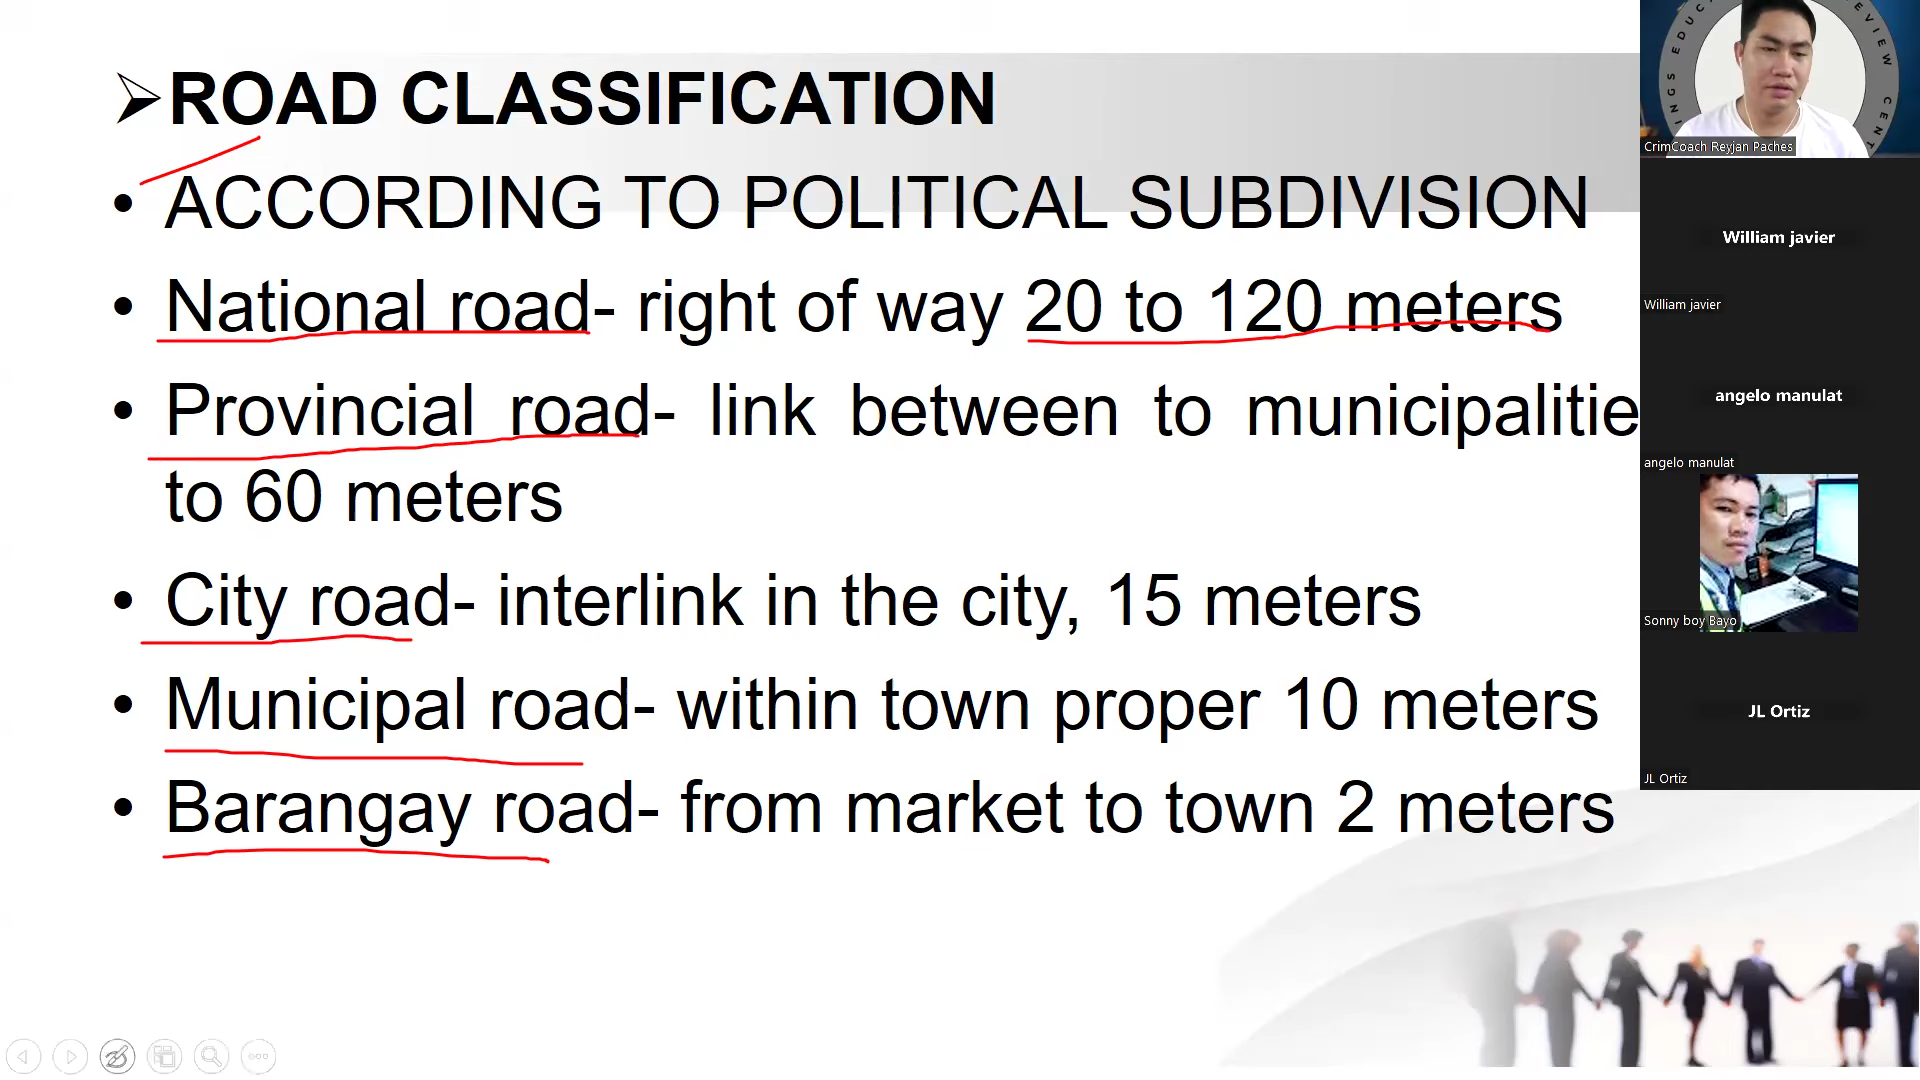 ➢ROAD CLASSIFICATION
• ACCORDING TO POLITICAL SUBDIVISION
• National road- right of way 20 to 120 meters
• Provincial road- link between to municipalitie
to 60 meters
• City road- interlink in the city, 15 meters
• Municipal road- within town proper 10 meters
• Barangay road- from market to town 2 meters
CrimCoach Reyjan Paches
William javier
William javier
angelo manulat
angelo manulat
Sonny boy Bayo
JL Ortiz
JL Ortiz